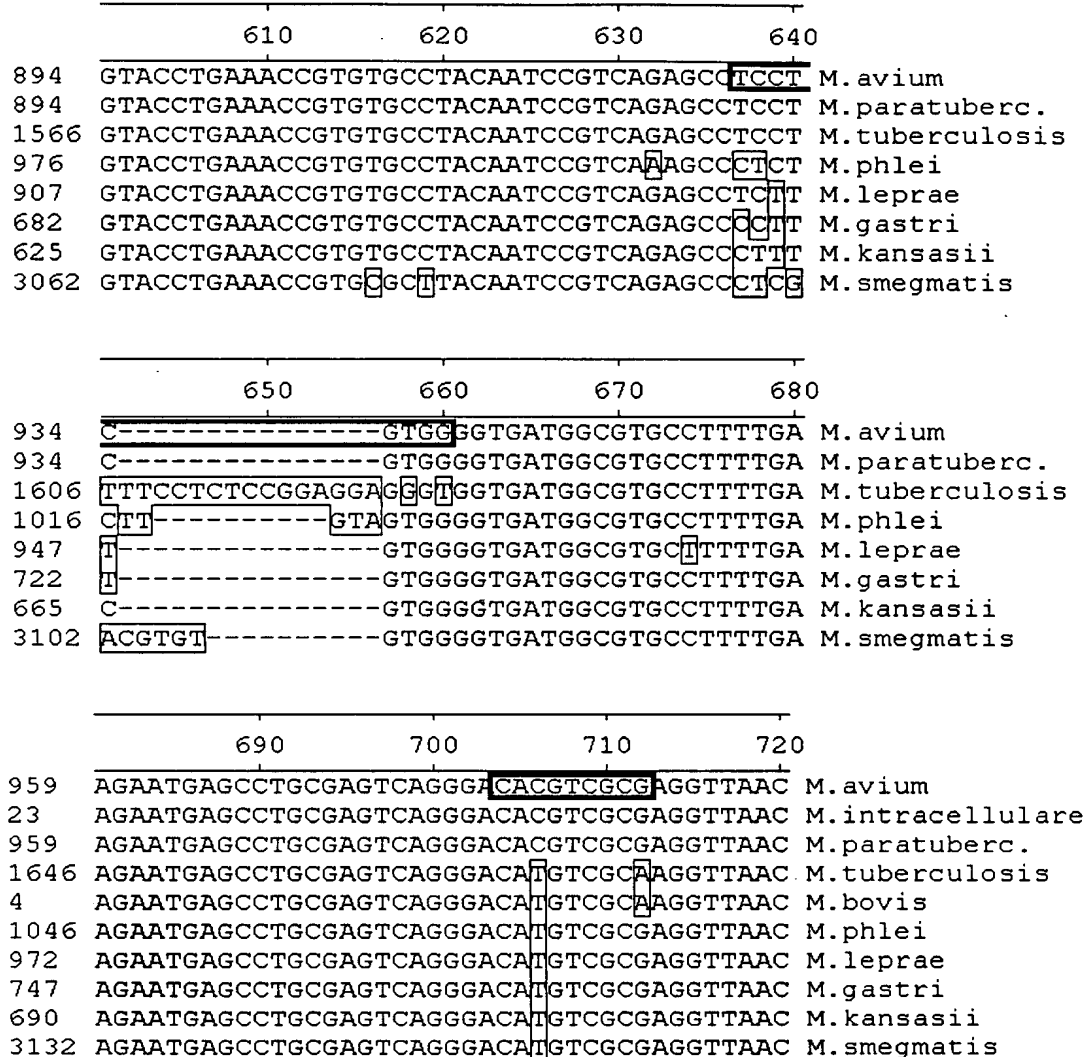 610 620 630 640
894 GTACCTGAAACCGTGTGCCTACAATCCGTCAGAGCCTCCT M.avium
894 GTACCTGAAACCGTGTGCCTACAATCCGTCAGAGCCTCCT M.paratuberc.
1566 GTACCTGAAACCGTGTGCCTACAATCCGTCAGAGCCTCCT M.tuberculosis
976 GTACCTGAAACCGTGTGCCTACAATCCGTCAAAGCCCTCT M.phlei
907 GTACCTGAAACCGTGTGCCTACAATCCGTCAGAGCCTCTT M.leprae
682 GTACCTGAAACCGTGTGCCTACAATCCGTCAGAGCCCCTT M.gastri
625 GTACCTGAAACCGTGTGCCTACAATCCGTCAGAGCCCTTT M.kansasii
3062 GTACCTGAAACCGTGCGCTTACAATCCGTCAGAGCCCTCG M.smegmatis
650 660 670 680
934 C---------------GTGGGGTGATGGCGTGCCTTTTGA M.avium
934 C---------------GTGGGGTGATGGCGTGCCTTTTGA M.paratuberc.
1606 TTTCCTCTCCGGAGGAGGGTGGTGATGGCGTGCCTTTTGA M.tuberculosis
1016 CTT----------GTAGTGGGGTGATGGCGTGCCTTTTGA M.phlei
947 T---------------GTGGGGTGATGGCGTGCTTTTTGA M.leprae
722 T---------------GTGGGGTGATGGCGTGCCTTTTGA M.gastri
665 C---------------GTGGGGTGATGGCGTGCCTTTTGA M.kansasii
3102 ACGTGT----------GTGGGGTGATGGCGTGCCTTTTGA M.smegmatis
690 700 710 720
959 AGAATGAGCCTGCGAGTCAGGGACACGTCGCGAGGTTAAC M.avium
23 AGAATGAGCCTGCGAGTCAGGGACACGTCGCGAGGTTAAC M.intracellulare
959 AGAATGAGCCTGCGAGTCAGGGACACGTCGCGAGGTTAAC M.paratuberc.
1646 AGAATGAGCCTGCGAGTCAGGGACATGTCGCAAGGTTAAC M.tuberculosis
4 AGAATGAGCCTGCGAGTCAGGGACATGTCGCAAGGTTAAC M.bovis
1046 AGAATGAGCCTGCGAGTCAGGGACATGTCGCGAGGTTAAC M.phlei
972 AGAATGAGCCTGCGAGTCAGGGACATGTCGCGAGGTTAAC M.leprae
747 AGAATGAGCCTGCGAGTCAGGGACATGTCGCGAGGTTAAC M.gastri
690 AGAATGAGCCTGCGAGTCAGGGACATGTCGCGAGGTTAAC M.kansasii
3132 AGAATGAGCCTGCGAGTCAGGGACATGTCGCGAGGTTAAC M.smegmatis